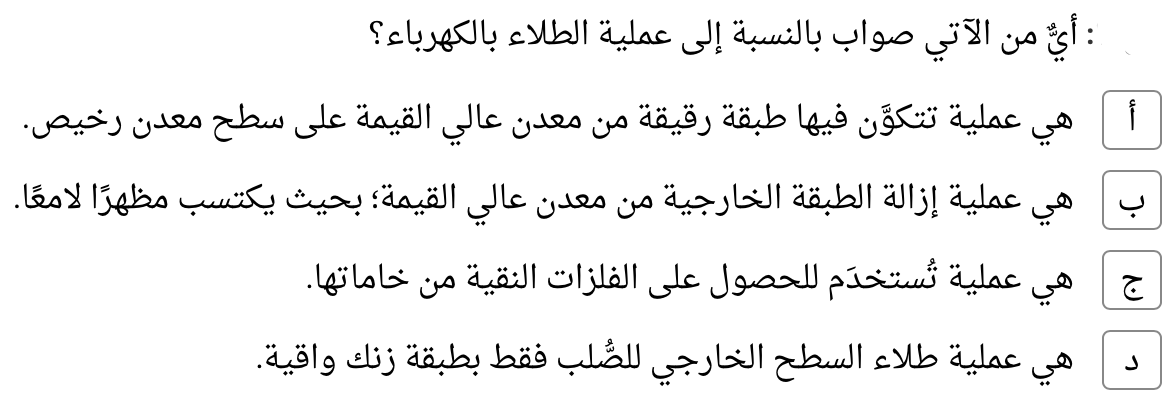 : أيٌّ من الآتي صواب بالنسبة إلى عملية الطلاء بالكهرباء؟
أ هي عملية تتكوَّن فيها طبقة رقيقة من معدن عالي القيمة على سطح معدن رخيص.
ب هي عملية إزالة الطبقة الخارجية من معدن عالي القيمة؛ بحيث يكتسب مظهرًا لامعًا.
ج هي عملية تُستخدَم للحصول على الفلزات النقية من خاماتها.
د هي عملية طلاء السطح الخارجي للصُّلب فقط بطبقة زنك واقية.